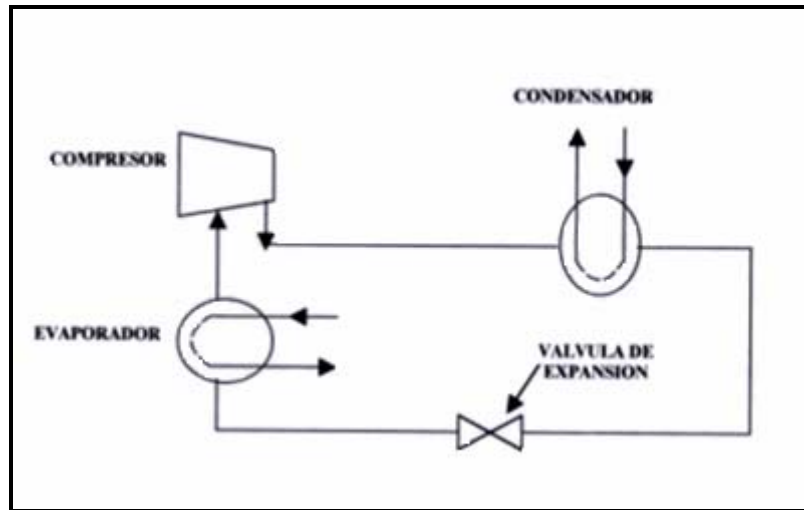 CONDENSADOR
COMPRESOR
EVAPORADOR
VALVULA DE
EXPANSION